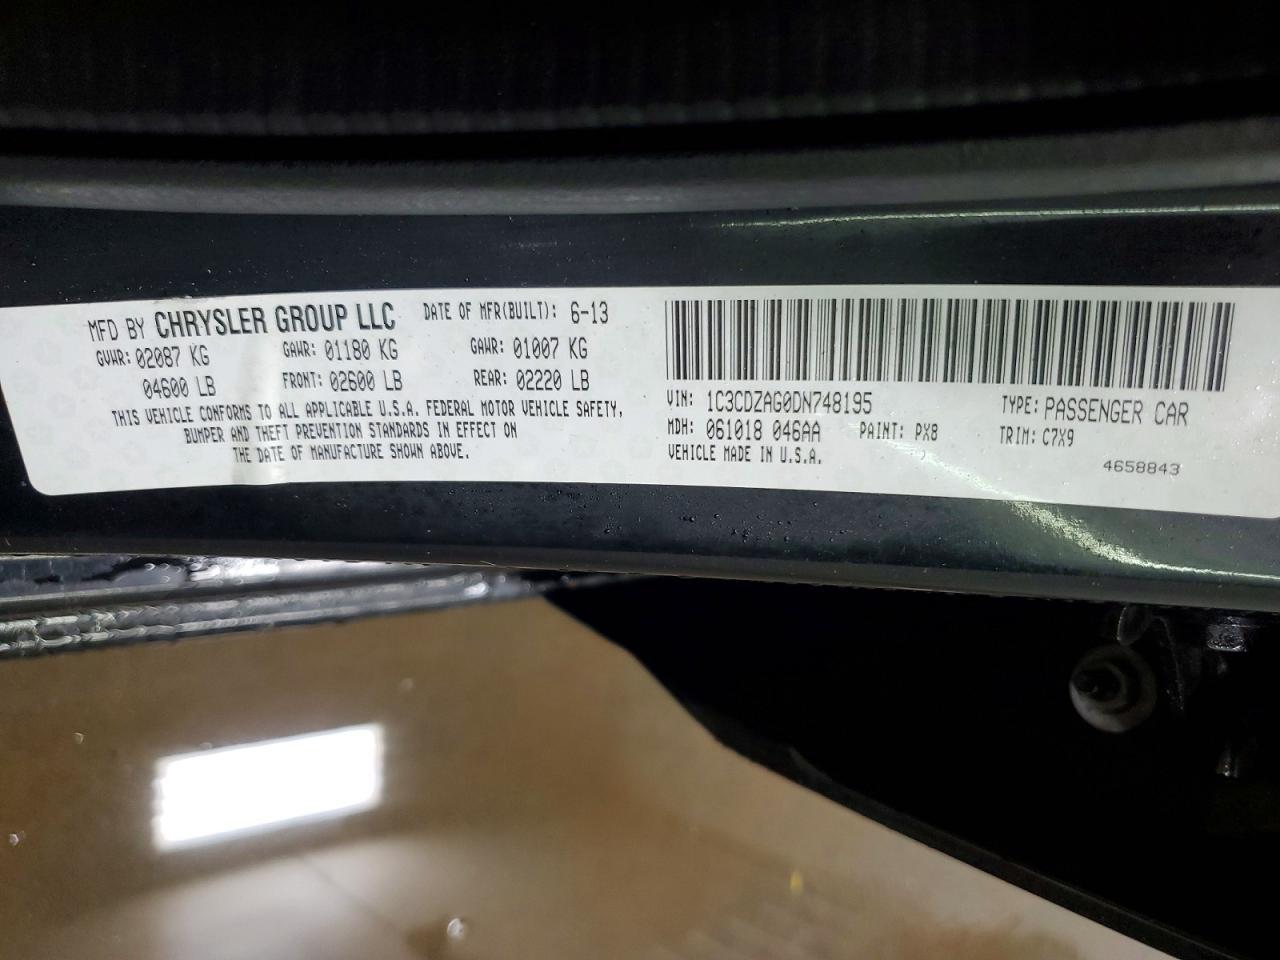 MFD BY CHRYSLER GROUP LLC DATE OF MFR(BUILT): 6-13
GVWR: 02087 KG GAWR: 01180 KG GAWR: 01007 KG
04600 LB FRONT: 02600 LB REAR: 02220 LB
THIS VEHICLE CONFORMS TO ALL APPLICABLE U.S.A. FEDERAL MOTOR VEHICLE SAFETY,
BUMPER AND THEFT PREVENTION STANDARDS IN EFFECT ON
THE DATE OF MANUFACTURE SHOWN ABOVE.
VIN: 1C3CDZAG0DN748195 TYPE: PASSENGER CAR
MDH: 061018 046AA PAINT: PX8 TRIM: C7X9
VEHICLE MADE IN U.S.A.
4658843